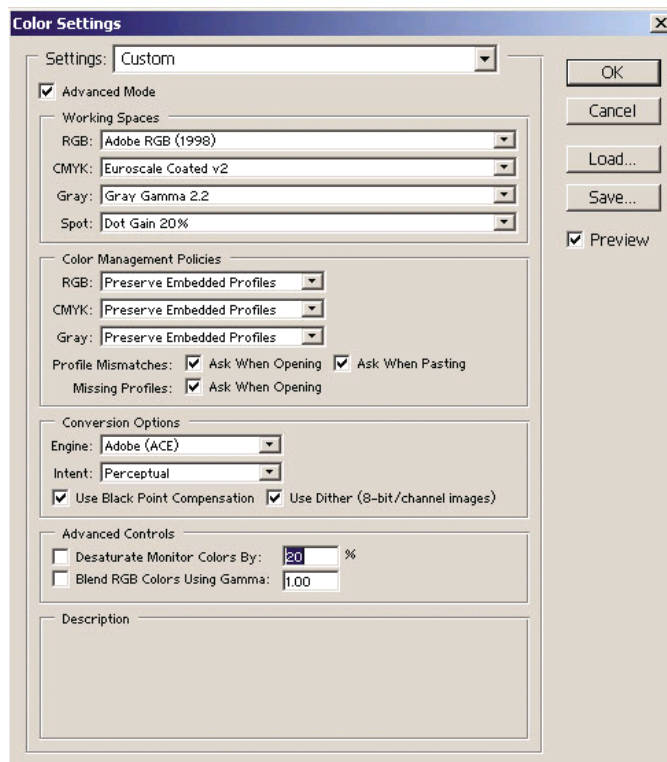 Color Settings
Settings: Custom
OK
Advanced Mode
Cancel
Working Spaces
RGB: Adobe RGB (1998)
CMYK: Euroscale Coated v2
Load...
Gray: Gray Gamma 2.2
Save...
Spot: Dot Gain 20%
Preview
Color Management Policies
RGB: Preserve Embedded Profiles
CMYK: Preserve Embedded Profiles
Gray: Preserve Embedded Profiles
Profile Mismatches: Ask When Opening Ask When Pasting
Missing Profiles: Ask When Opening
Conversion Options
Engine: Adobe (ACE)
Intent: Perceptual
Use Black Point Compensation Use Dither (8-bit/channel images)
Advanced Controls
Desaturate Monitor Colors By: 20 %
Blend RGB Colors Using Gamma: 1.00
Description